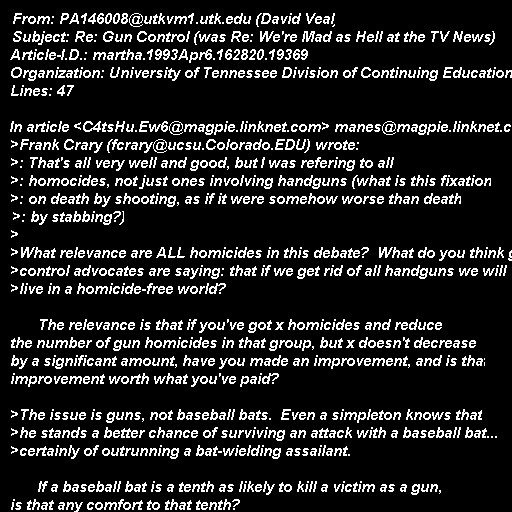 From: PA146008@utkvm1.utk.edu (David Veal)
Subject: Re: Gun Control (was Re: We're Mad as Hell at the TV News)
Article-I.D.: martha.1993Apr6.162820.19369
Organization: University of Tennessee Division of Continuing Education
Lines: 47

In article <C4tsHu.Ew6@magpie.linknet.com> manes@magpie.linknet.c
>Frank Crary (fcrary@ucsu.Colorado.EDU) wrote:
>: That's all very well and good, but I was refering to all
>: homocides, not just ones involving handguns (what is this fixation
>: on death by shooting, as if it were somehow worse than death
>: by stabbing?)
>
>What relevance are ALL homicides in this debate?  What do you think g
>control advocates are saying: that if we get rid of all handguns we will
>live in a homicide-free world?

The relevance is that if you've got x homicides and reduce
the number of gun homicides in that group, but x doesn't decrease
by a significant amount, have you made an improvement, and is that
improvement worth what you've paid?

>The issue is guns, not baseball bats.  Even a simpleton knows that
>he stands a better chance of surviving an attack with a baseball bat...
>certainly of outrunning a bat-wielding assailant.

If a baseball bat is a tenth as likely to kill a victim as a gun,
is that any comfort to that tenth?